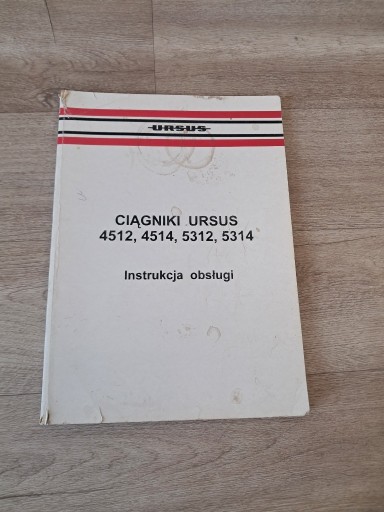 URSUS
CIĄGNIKI URSUS
4512, 4514, 5312, 5314
Instrukcja obsługi